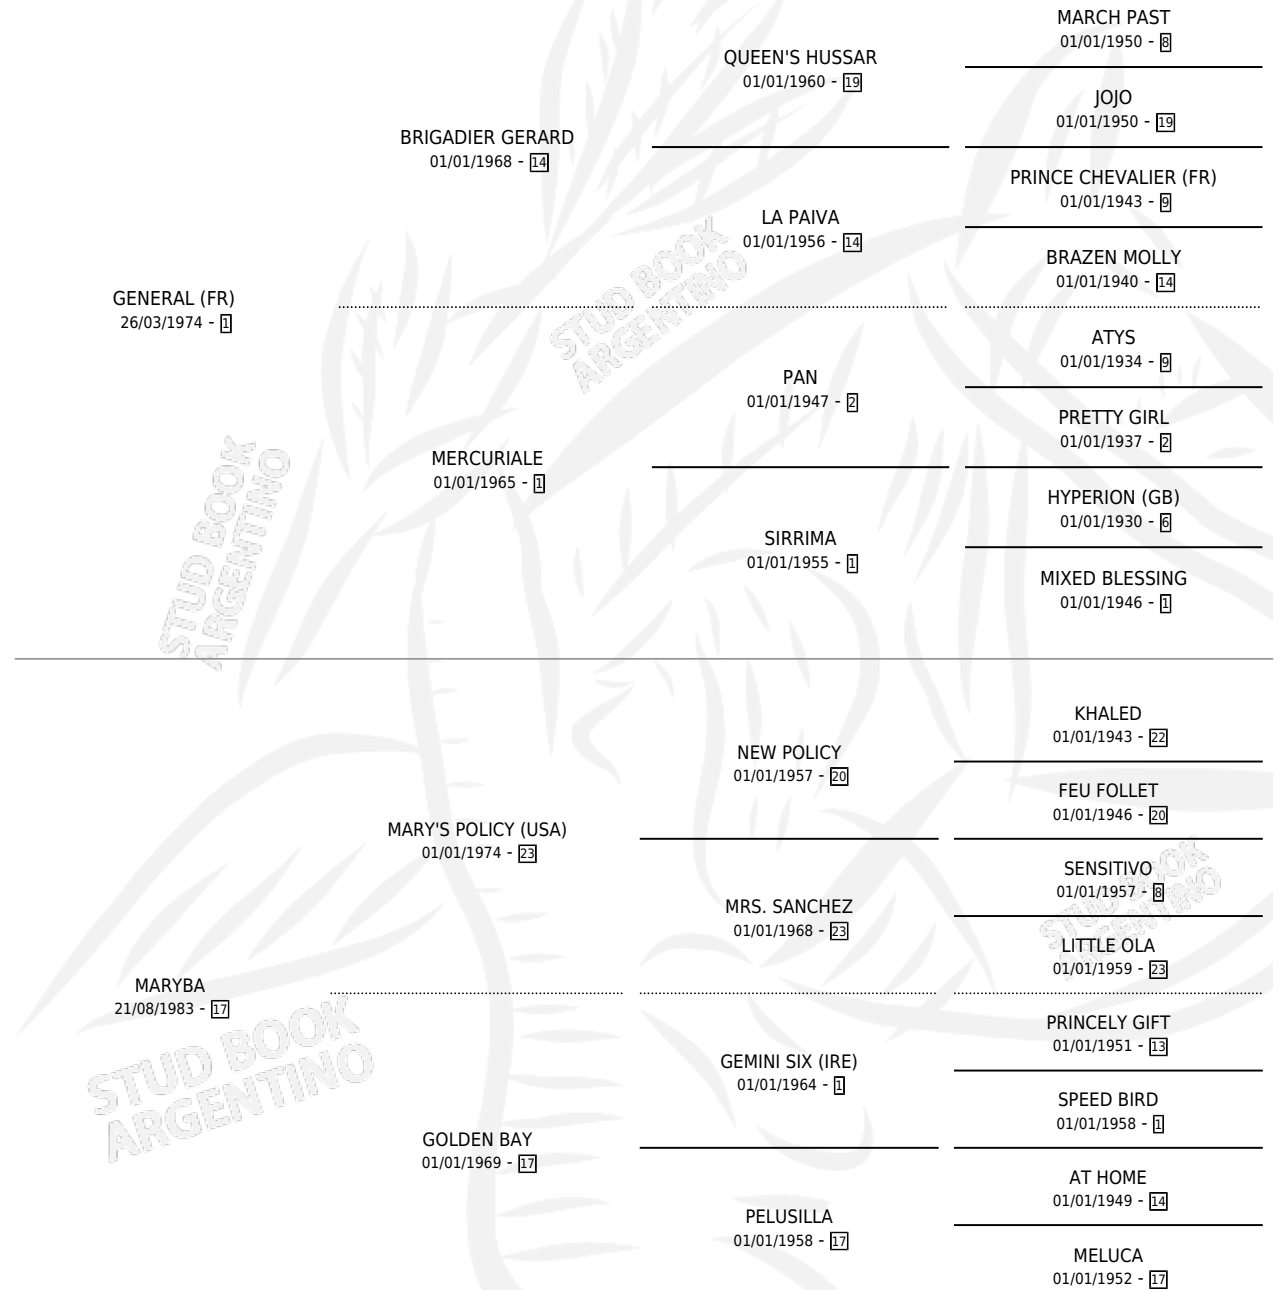 MARCH PAST
01/01/1950 - 8
QUEEN'S HUSSAR
01/01/1960 - 19
JOJO
01/01/1950 - 19
BRIGADIER GERARD
01/01/1968 - 14
PRINCE CHEVALIER (FR)
01/01/1943 - 9
LA PAIVA
01/01/1956 - 14
BRAZEN MOLLY
01/01/1940 - 14
GENERAL (FR)
26/03/1974 - 1
STUD BOOK
ARGENTINO
ATYS
01/01/1934 - 9
PAN
01/01/1947 - 2
PRETTY GIRL
01/01/1937 - 2
MERCURIALE
01/01/1965 - 1
HYPERION (GB)
01/01/1930 - 6
SIRRIMA
01/01/1955 - 1
MIXED BLESSING
01/01/1946 - 1
STUD BOOK
ARGENTINO
KHALED
01/01/1943 - 22
NEW POLICY
01/01/1957 - 20
FEU FOLLET
01/01/1946 - 20
MARY'S POLICY (USA)
01/01/1974 - 23
SENSITIVO
01/01/1957 - 8
MRS. SANCHEZ
01/01/1968 - 23
LITTLE OLA
01/01/1959 - 23
STUD BOOK
ARGENTINO
MARYBA
21/08/1983 - 17
PRINCELY GIFT
01/01/1951 - 13
GEMINI SIX (IRE)
01/01/1964 - 1
SPEED BIRD
01/01/1958 - 1
STUD BOOK
ARGENTINO
GOLDEN BAY
01/01/1969 - 17
AT HOME
01/01/1949 - 14
PELUSILLA
01/01/1958 - 17
MELUCA
01/01/1952 - 17